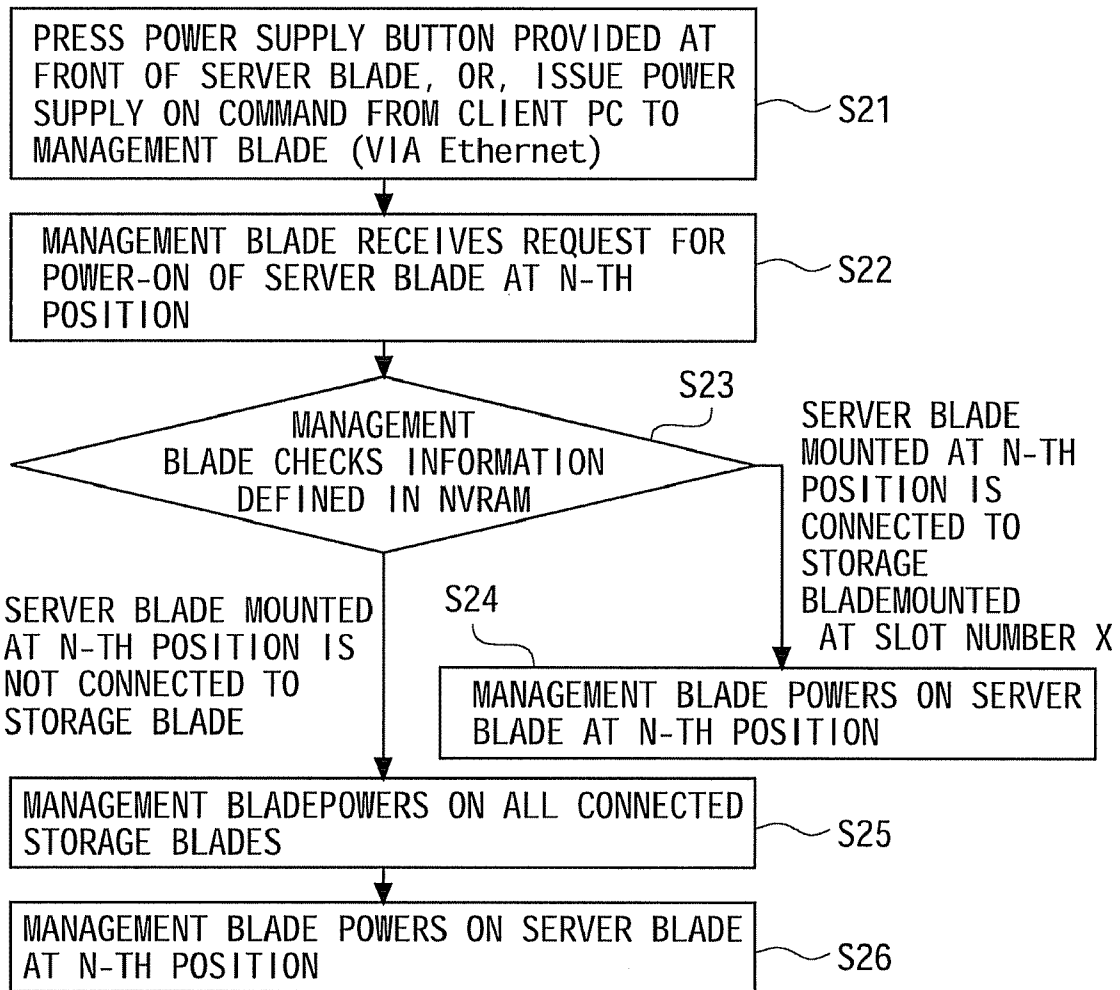 PRESS POWER SUPPLY BUTTON PROVIDED AT
FRONT OF SERVER BLADE, OR, ISSUE POWER
SUPPLY ON COMMAND FROM CLIENT PC TO
MANAGEMENT BLADE (VIA Ethernet)
S21
MANAGEMENT BLADE RECEIVES REQUEST FOR
POWER-ON OF SERVER BLADE AT N-TH
POSITION
S22
S23
MANAGEMENT
BLADE CHECKS INFORMATION
DEFINED IN NVRAM
SERVER BLADE
MOUNTED AT N-TH
POSITION IS
CONNECTED TO
STORAGE
BLADEMOUNTED
AT SLOT NUMBER X
SERVER BLADE MOUNTED
AT N-TH POSITION IS
NOT CONNECTED TO
STORAGE BLADE
S24
MANAGEMENT BLADE POWERS ON SERVER
BLADE AT N-TH POSITION
MANAGEMENT BLADEPOWERS ON ALL CONNECTED
STORAGE BLADES
S25
MANAGEMENT BLADE POWERS ON SERVER BLADE
AT N-TH POSITION
S26